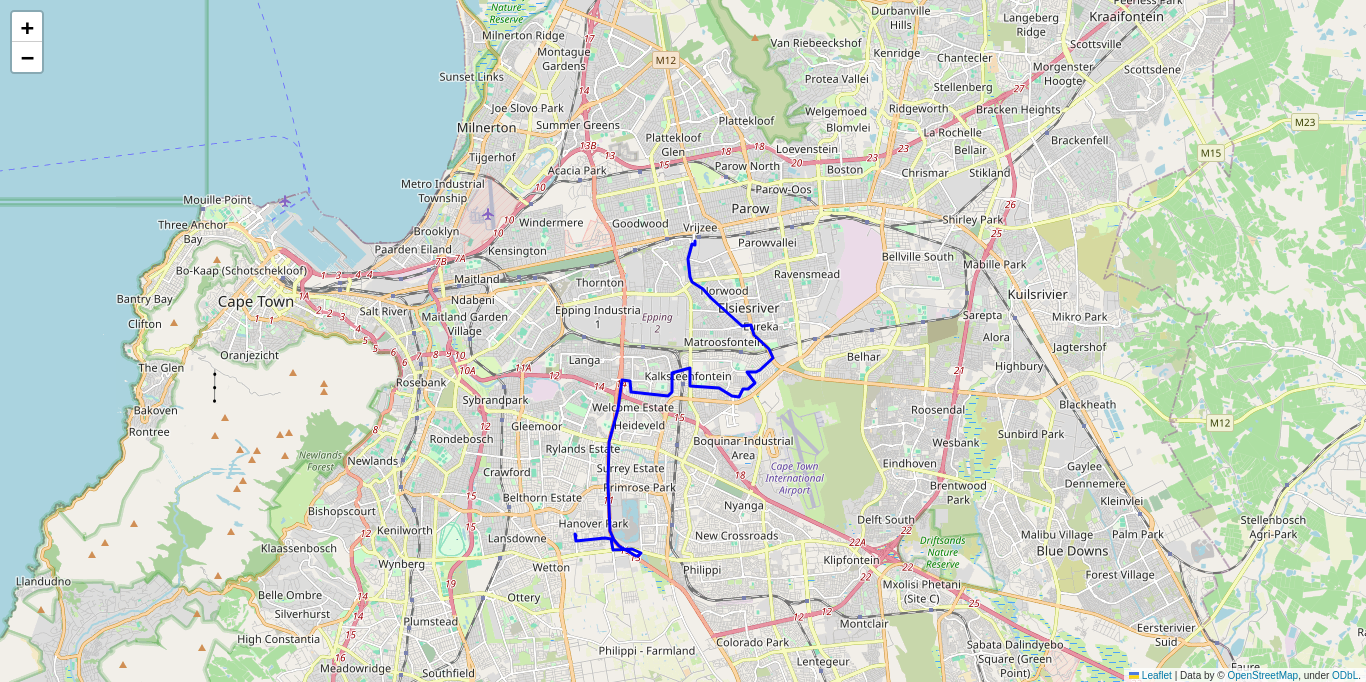 +
−
Nature Reserve
Durbanville Hills
Peerless Park
Kraaifontein
Langeberg Ridge
Milnerton Ridge
Van Riebeeckshof
Scottsville
Montague Gardens
M12
Kenridge
Chantecler
Morgenster Hoogte
Scottsdene
Sunset Links
Protea Vallei
Stellenberg
Joe Slovo Park
Summer Greens
Plattekloof
Welgemoed
Ridgeworth
Bracken Heights
M23
Milnerton
Plattekloof Glen
Blomvlei
La Rochelle
Brackenfell
Tijgerhof
Loevenstein
Bellair
M15
Acacia Park
Parow North
Boston
Chrismar
Stikland
Metro Industrial Township
Parow-Oos
Mouille Point
Parow
Three Anchor Bay
Brooklyn
Windermere
Goodwood
Vrijzee
Shirley Park
Paarden Eiland
Kensington
Parowvallei
Bo-Kaap (Schotschekloof)
Maitland
Thornton
Ravensmead
Bellville South
Mabille Park
Bantry Bay
Cape Town
Salt River
Ndabeni
Norwood
Elsiesriver
Kuilsrivier
Clifton
Maitland Garden Village
Epping Industria 1
Epping 2
Eureka
Sarepta
Mikro Park
Oranjezicht
Langa
Matroosfontein
Belhar
Alora
Jagtershof
The Glen
Rosebank
Kalksteenfontein
Highbury
Bakoven
Sybrandpark
Welcome Estate
Roosendal
Blackheath
Rontree
Gleemoor
Heideveld
M12
Newlands Forest
Newlands
Rondebosch
Rylands Estate
Boquinar Industrial Area
Wesbank
Sunbird Park
Crawford
Surrey Estate
Cape Town International Airport
Eindhoven
Gaylee
Dennemere
Belthorn Estate
Primrose Park
Brentwood Park
Kleinvlei
Bishopscourt
Nyanga
Hanover Park
Delft South
Stellenbosch Agri-Park
Kenilworth
Lansdowne
New Crossroads
Malibu Village
Palm Park
Klaassenbosch
Driftsands Nature Reserve
Blue Downs
Wynberg
Wetton
Philippi
Klipfontein
Forest Village
Llandudno
Belle Ombre
Ottery
Mxolisi Phetani (Site C)
Silverhurst
Plumstead
Montclair
Eersterivier Suid
High Constantia
Philippi - Farmland
Colorado Park
Sabata Dalindyebo Square (Green Point)
Meadowridge
Southfield
Lentegeur
Faure
Leaflet | Data by © OpenStreetMap, under ODbL.